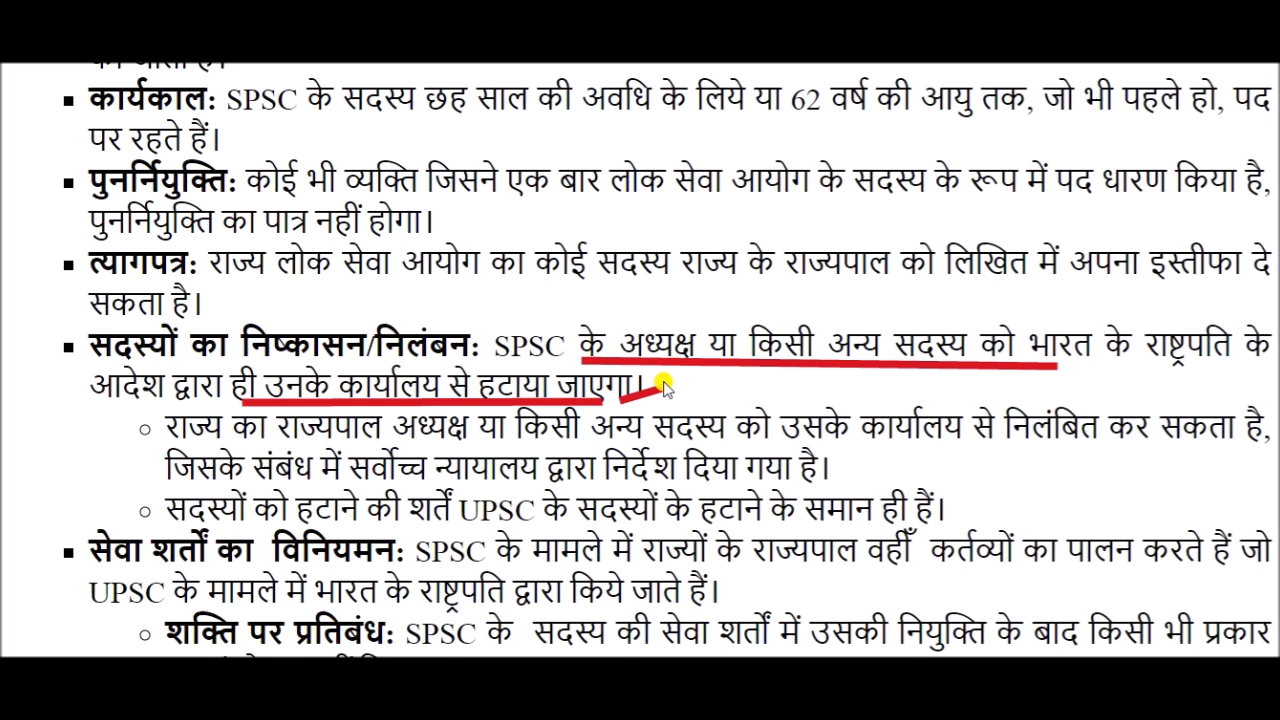 ▪ कार्यकाल: SPSC के सदस्य छह साल की अवधि के लिये या 62 वर्ष की आयु तक, जो भी पहले हो, पद
पर रहते हैं।
▪ पुनर्नियुक्ति: कोई भी व्यक्ति जिसने एक बार लोक सेवा आयोग के सदस्य के रूप में पद धारण किया है,
पुनर्नियुक्ति का पात्र नहीं होगा।
▪ त्यागपत्र: राज्य लोक सेवा आयोग का कोई सदस्य राज्य के राज्यपाल को लिखित में अपना इस्तीफा दे
सकता है।
▪ सदस्यों का निष्कासन/निलंबन: SPSC के अध्यक्ष या किसी अन्य सदस्य को भारत के राष्ट्रपति के
आदेश द्वारा ही उनके कार्यालय से हटाया जाएगा।
○ राज्य का राज्यपाल अध्यक्ष या किसी अन्य सदस्य को उसके कार्यालय से निलंबित कर सकता है,
जिसके संबंध में सर्वोच्च न्यायालय द्वारा निर्देश दिया गया है।
○ सदस्यों को हटाने की शर्तें UPSC के सदस्यों के हटाने के समान ही हैं।
▪ सेवा शर्तों का विनियमन: SPSC के मामले में राज्यों के राज्यपाल वहीँ कर्तव्यों का पालन करते हैं जो
UPSC के मामले में भारत के राष्ट्रपति द्वारा किये जाते हैं।
○ शक्ति पर प्रतिबंध: SPSC के सदस्य की सेवा शर्तों में उसकी नियुक्ति के बाद किसी भी प्रकार